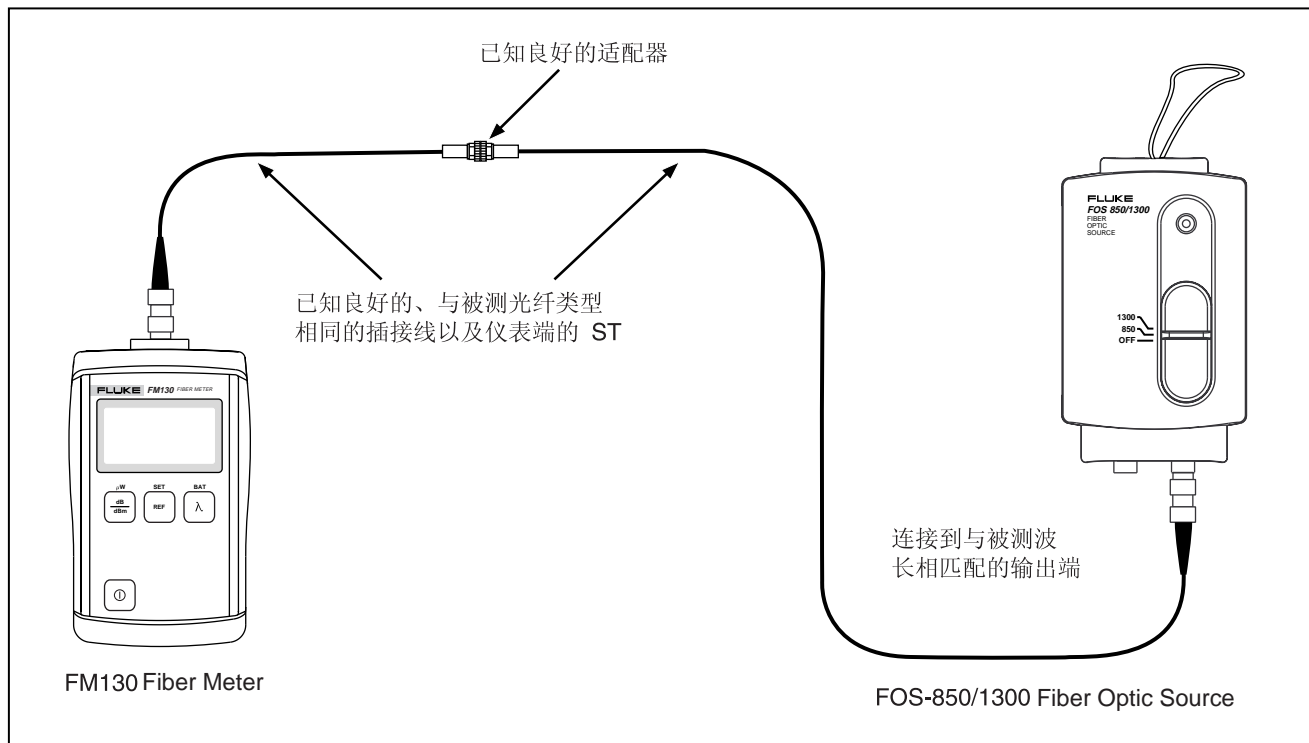 已知良好的适配器
FLUKE
FOS 850/1300
FIBER
OPTIC
SOURCE
1300
850
OFF
已知良好的、与被测光纤类型
相同的插接线以及仪表端的 ST
FLUKE FM130 FIBER METER
μW SET BAT
dB
dBm
REF
λ
连接到与被测波
长相匹配的输出端
FM130 Fiber Meter
FOS-850/1300 Fiber Optic Source